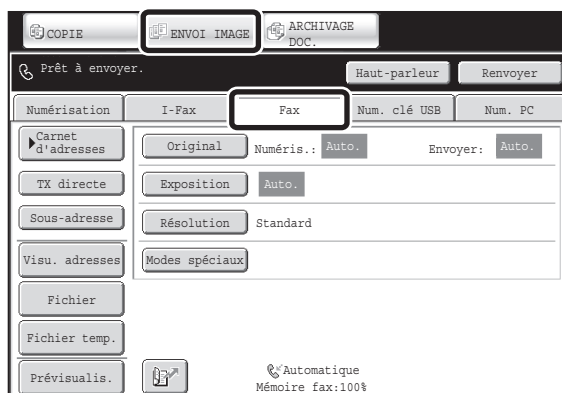 COPIE
ENVOI IMAGE
ARCHIVAGE
DOC.
Prêt à envoyer.
Haut-parleur
Renvoyer
Numérisation
I-Fax
Fax
Num. clé USB
Num. PC
Carnet
d'adresses
Original
Numéris.: Auto.
Envoyer: Auto.
TX directe
Exposition
Auto.
Sous-adresse
Résolution
Standard
Visu. adresses
Modes spéciaux
Fichier
Fichier temp.
Prévisualis.
Automatique
Mémoire fax:100%